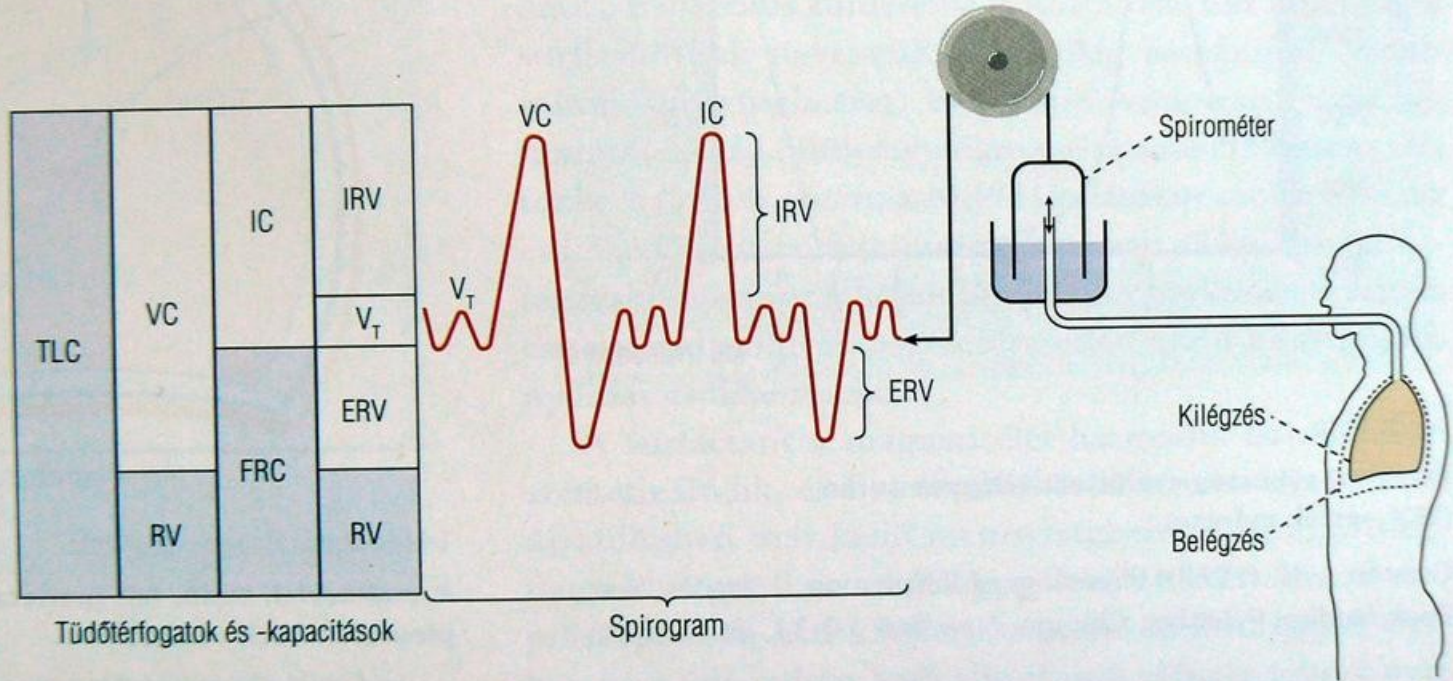 TLC
VC
RV
IC
FRC
IRV
V_T
ERV
RV
Tüdőtérfogatok és -kapacitások
V_T
VC
IC
IRV
ERV
Spirogram
Spirométer
Kilégzés
Belégzés